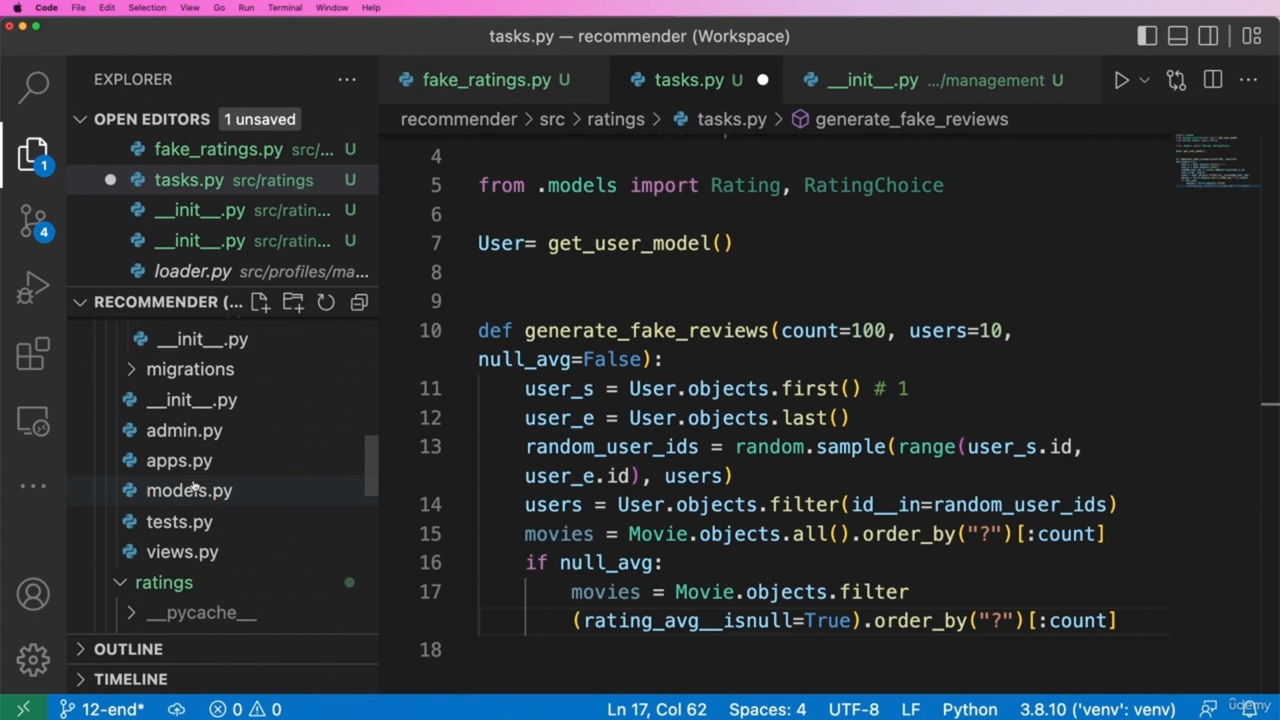 Code File Edit Selection View Go Run Terminal Window Help
tasks.py — recommender (Workspace)
EXPLORER
fake_ratings.py U tasks.py U __init__.py .../management U
OPEN EDITORS 1 unsaved
recommender > src > ratings > tasks.py > generate_fake_reviews
fake_ratings.py src/... U
tasks.py src/ratings U
__init__.py src/ratin... U
__init__.py src/ratin... U
loader.py src/profiles/ma...
RECOMMENDER (...
__init__.py
migrations
__init__.py
admin.py
apps.py
models.py
tests.py
views.py
ratings
__pycache__
OUTLINE
TIMELINE
1
4
4
5 from .models import Rating, RatingChoice
6
7 User= get_user_model()
8
9
10 def generate_fake_reviews(count=100, users=10,
null_avg=False):
11 user_s = User.objects.first() # 1
12 user_e = User.objects.last()
13 random_user_ids = random.sample(range(user_s.id,
user_e.id), users)
14 users = User.objects.filter(id__in=random_user_ids)
15 movies = Movie.objects.all().order_by("?")[:count]
16 if null_avg:
17 movies = Movie.objects.filter
(rating_avg__isnull=True).order_by("?")[:count]
18
12-end* 0 0 Ln 17, Col 62 Spaces: 4 UTF-8 LF Python 3.8.10 ('venv': venv)
udemy